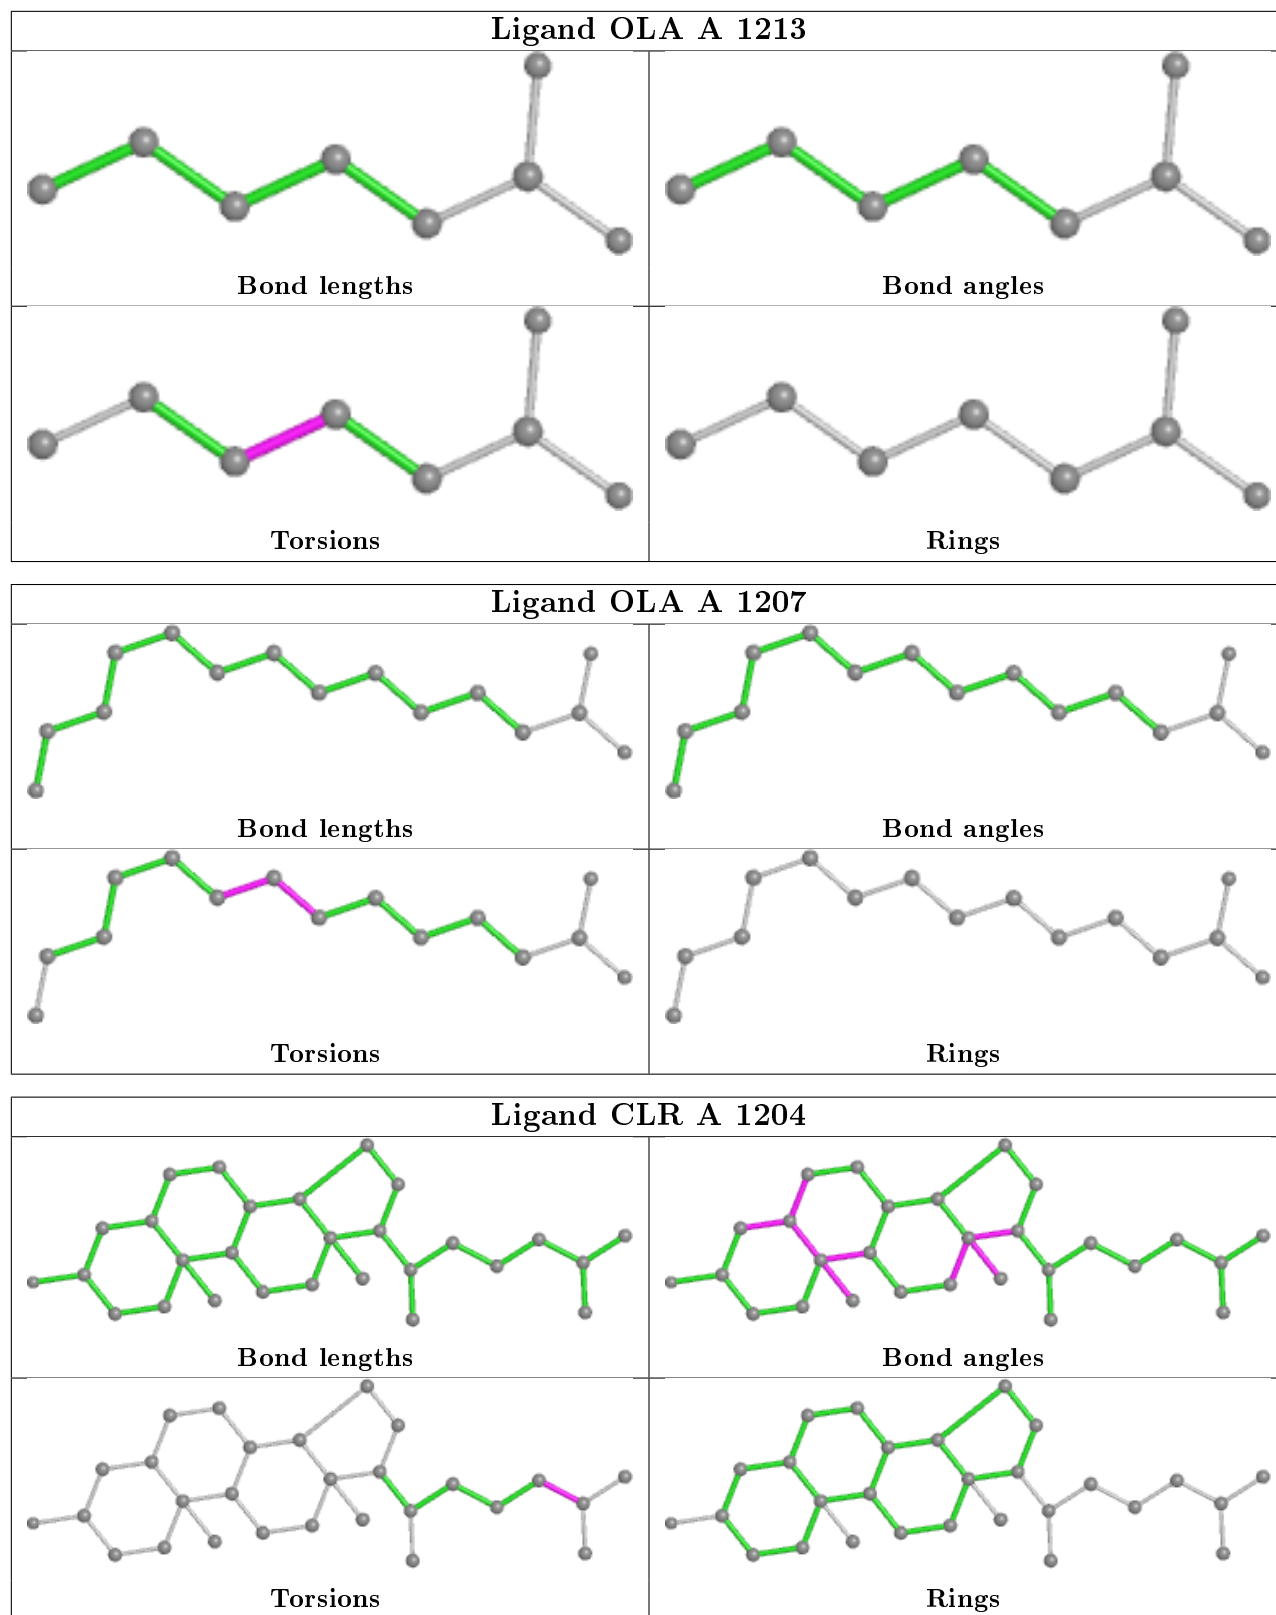 Ligand OLA A 1213
Bond lengths
Bond angles
Torsions
Rings
Ligand OLA A 1207
Bond lengths
Bond angles
Torsions
Rings
Ligand CLR A 1204
Bond lengths
Bond angles
Torsions
Rings